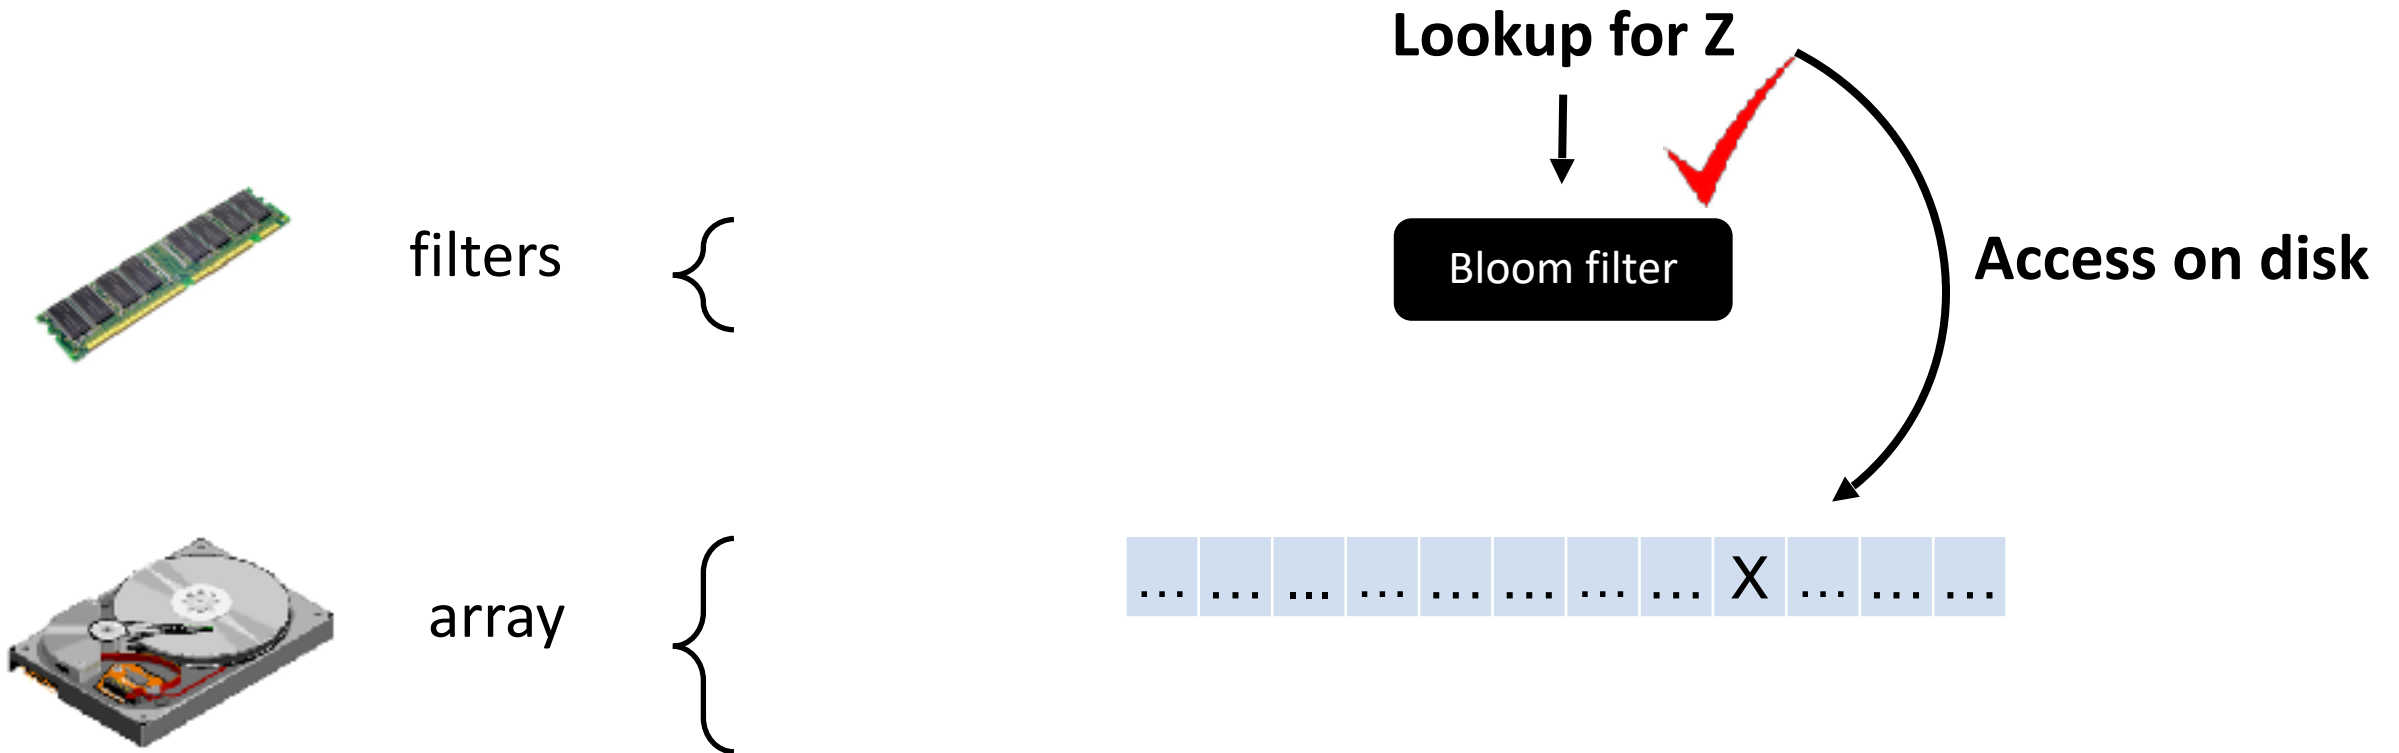 Lookup for Z
filters
Bloom filter
Access on disk
array
... ... ... ... ... ... ... ... X ... ... ...